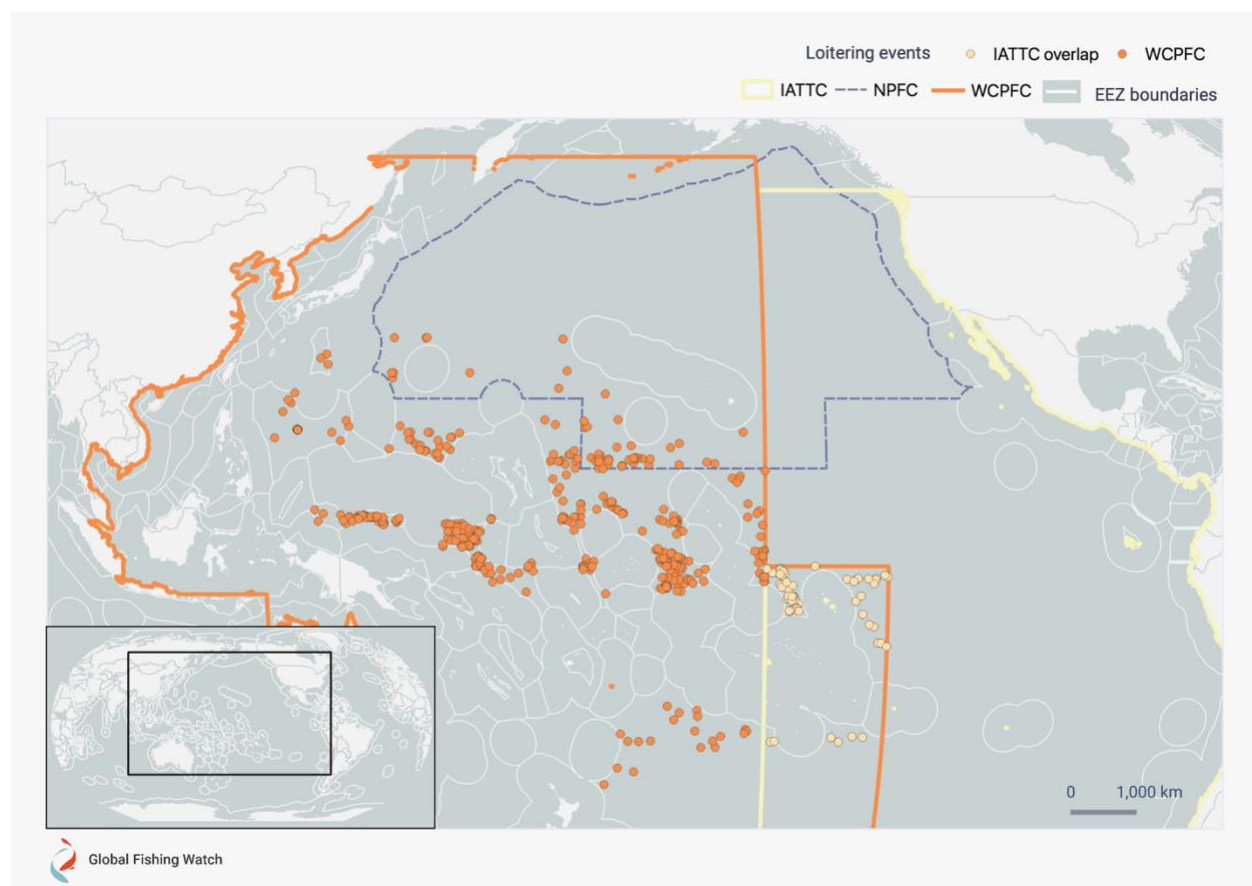 Loitering events IATTC overlap WCPFC
IATTC NPFC WCPFC EEZ boundaries
0 1,000 km
Global Fishing Watch